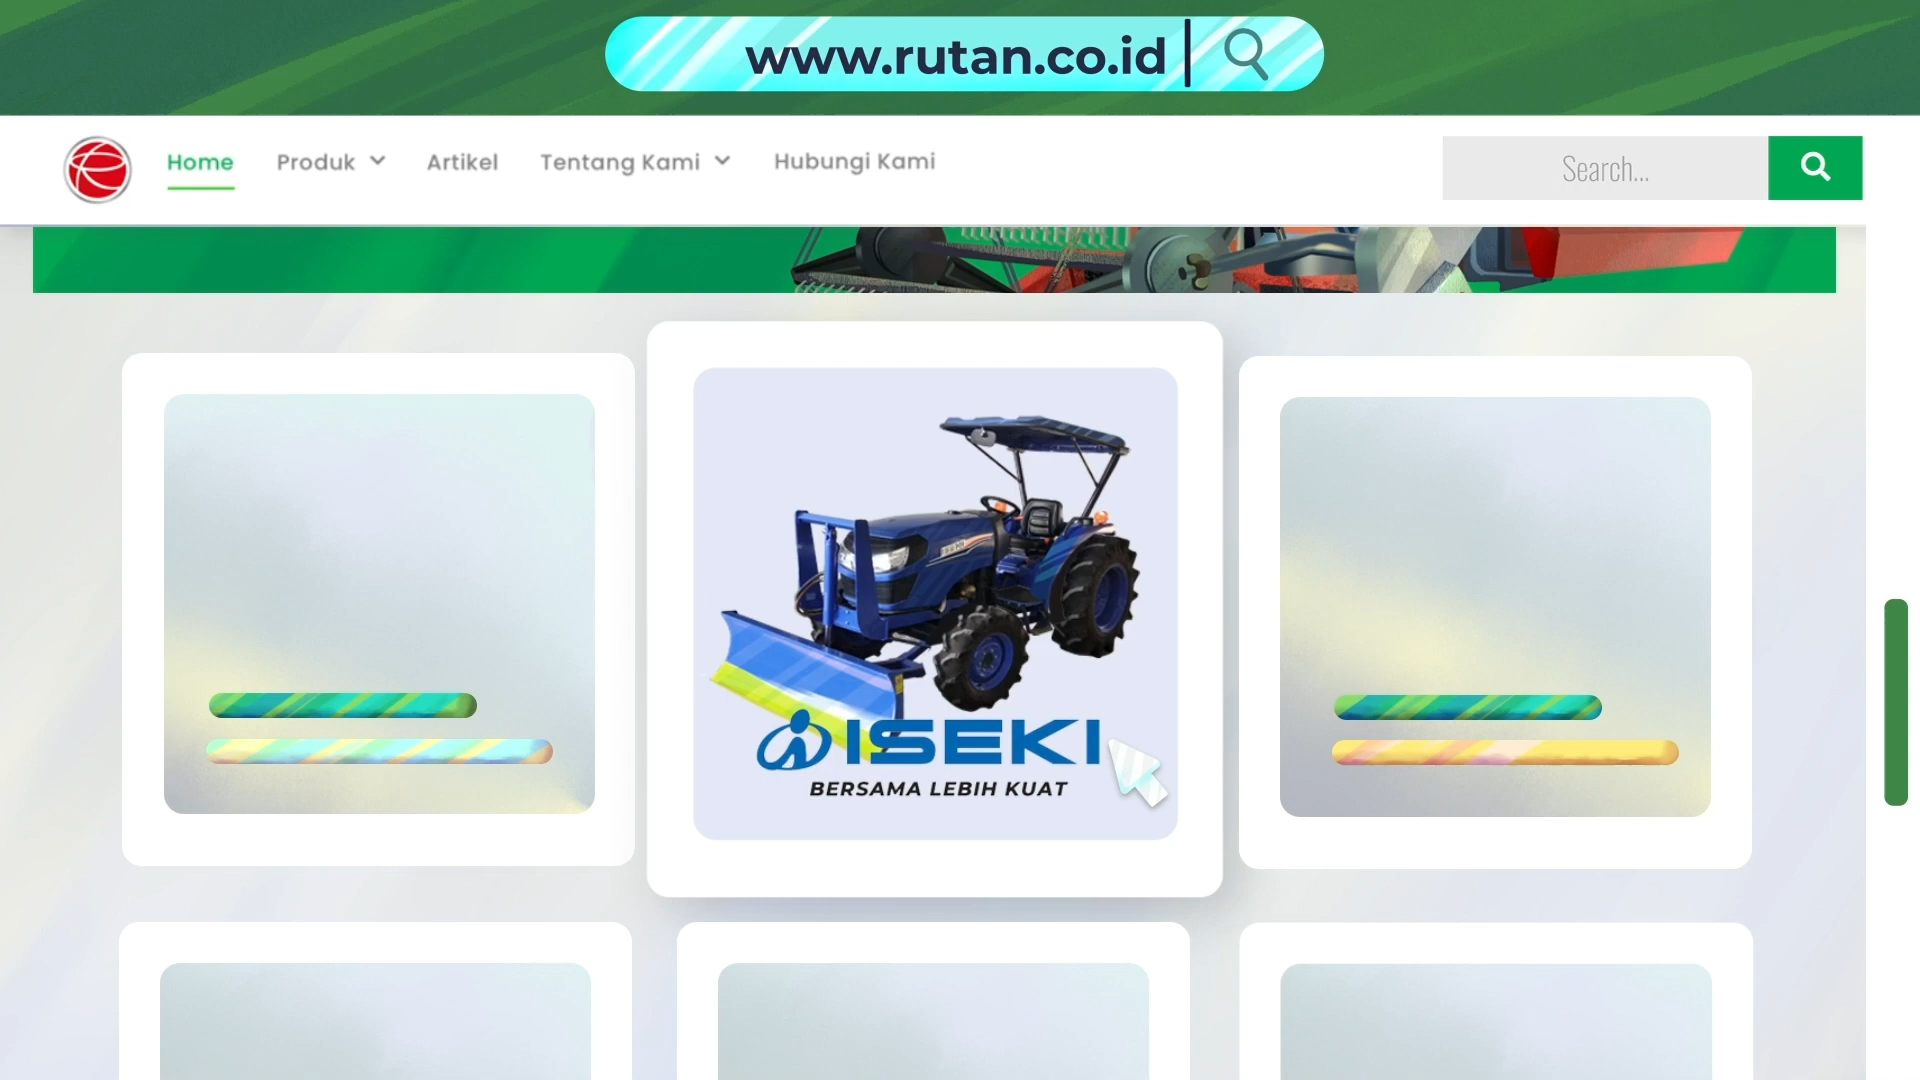 www.rutan.co.id
Home
Produk
Artikel
Tentang Kami
Hubungi Kami
Search...
ISEKI
BERSAMA LEBIH KUAT